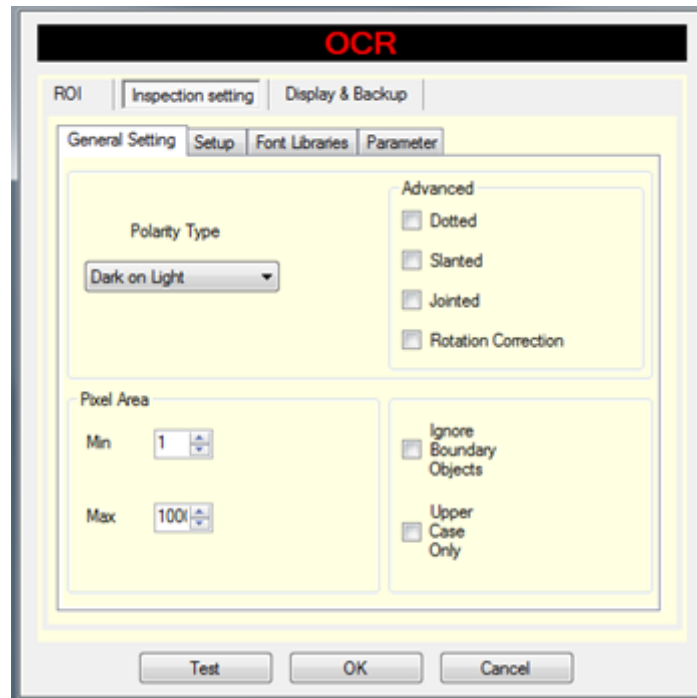 OCR
ROI Inspection setting Display & Backup
General Setting Setup Font Libraries Parameter
Advanced
Polarity Type
Dark on Light
Dotted
Slanted
Jointed
Rotation Correction
Pixel Area
Min 1
Max
Ignore
Boundary
Objects
Upper
Case
Only
Test OK Cancel